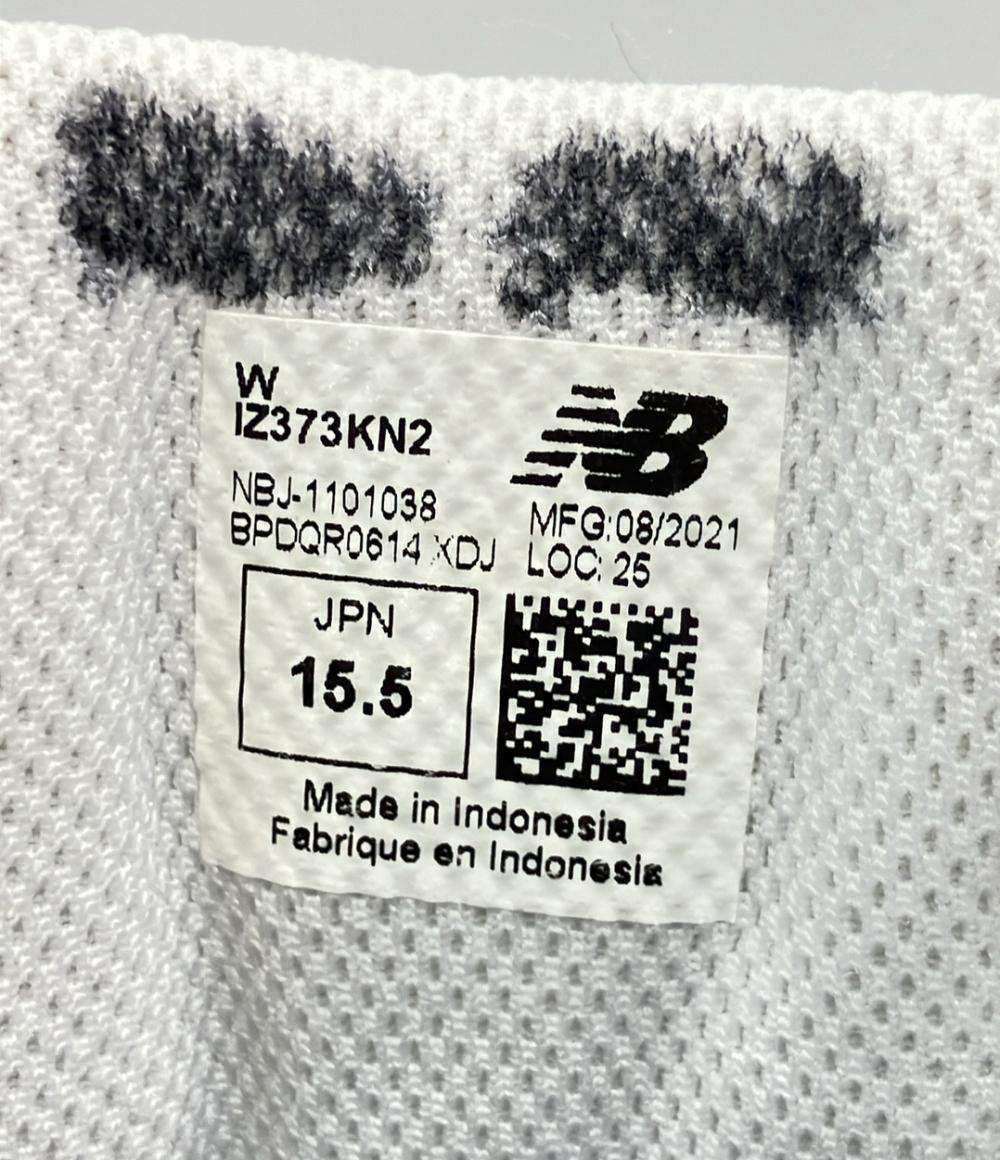 W
IZ373KN2
NB
NBJ-1101038
BPDQR0614 XDJ
MFG:08/2021
LOC: 25
JPN
15.5
Made in Indonesia
Fabrique en Indonesia